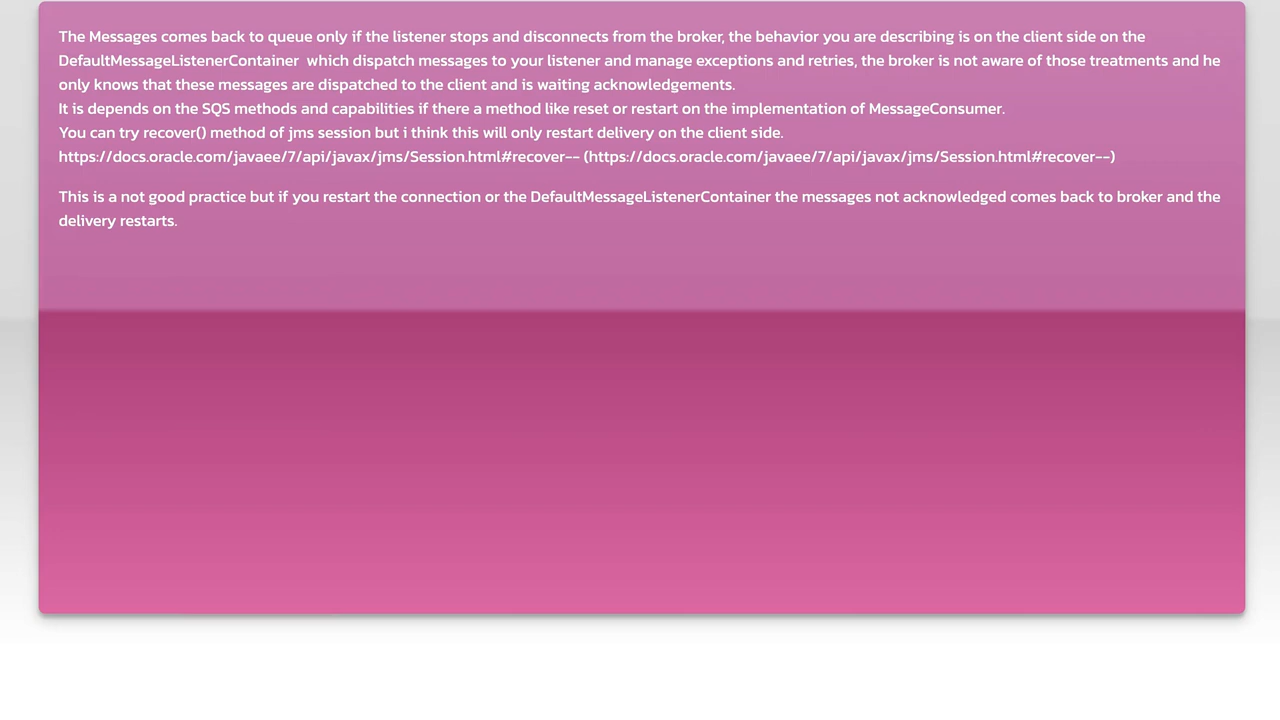 The Messages comes back to queue only if the listener stops and disconnects from the broker, the behavior you are describing is on the client side on the
DefaultMessageListenerContainer  which dispatch messages to your listener and manage exceptions and retries, the broker is not aware of those treatments and he
only knows that these messages are dispatched to the client and is waiting acknowledgements.
It is depends on the SQS methods and capabilities if there a method like reset or restart on the implementation of MessageConsumer.
You can try recover() method of jms session but i think this will only restart delivery on the client side.
https://docs.oracle.com/javaee/7/api/javax/jms/Session.html#recover-- (https://docs.oracle.com/javaee/7/api/javax/jms/Session.html#recover--)
This is a not good practice but if you restart the connection or the DefaultMessageListenerContainer the messages not acknowledged comes back to broker and the
delivery restarts.